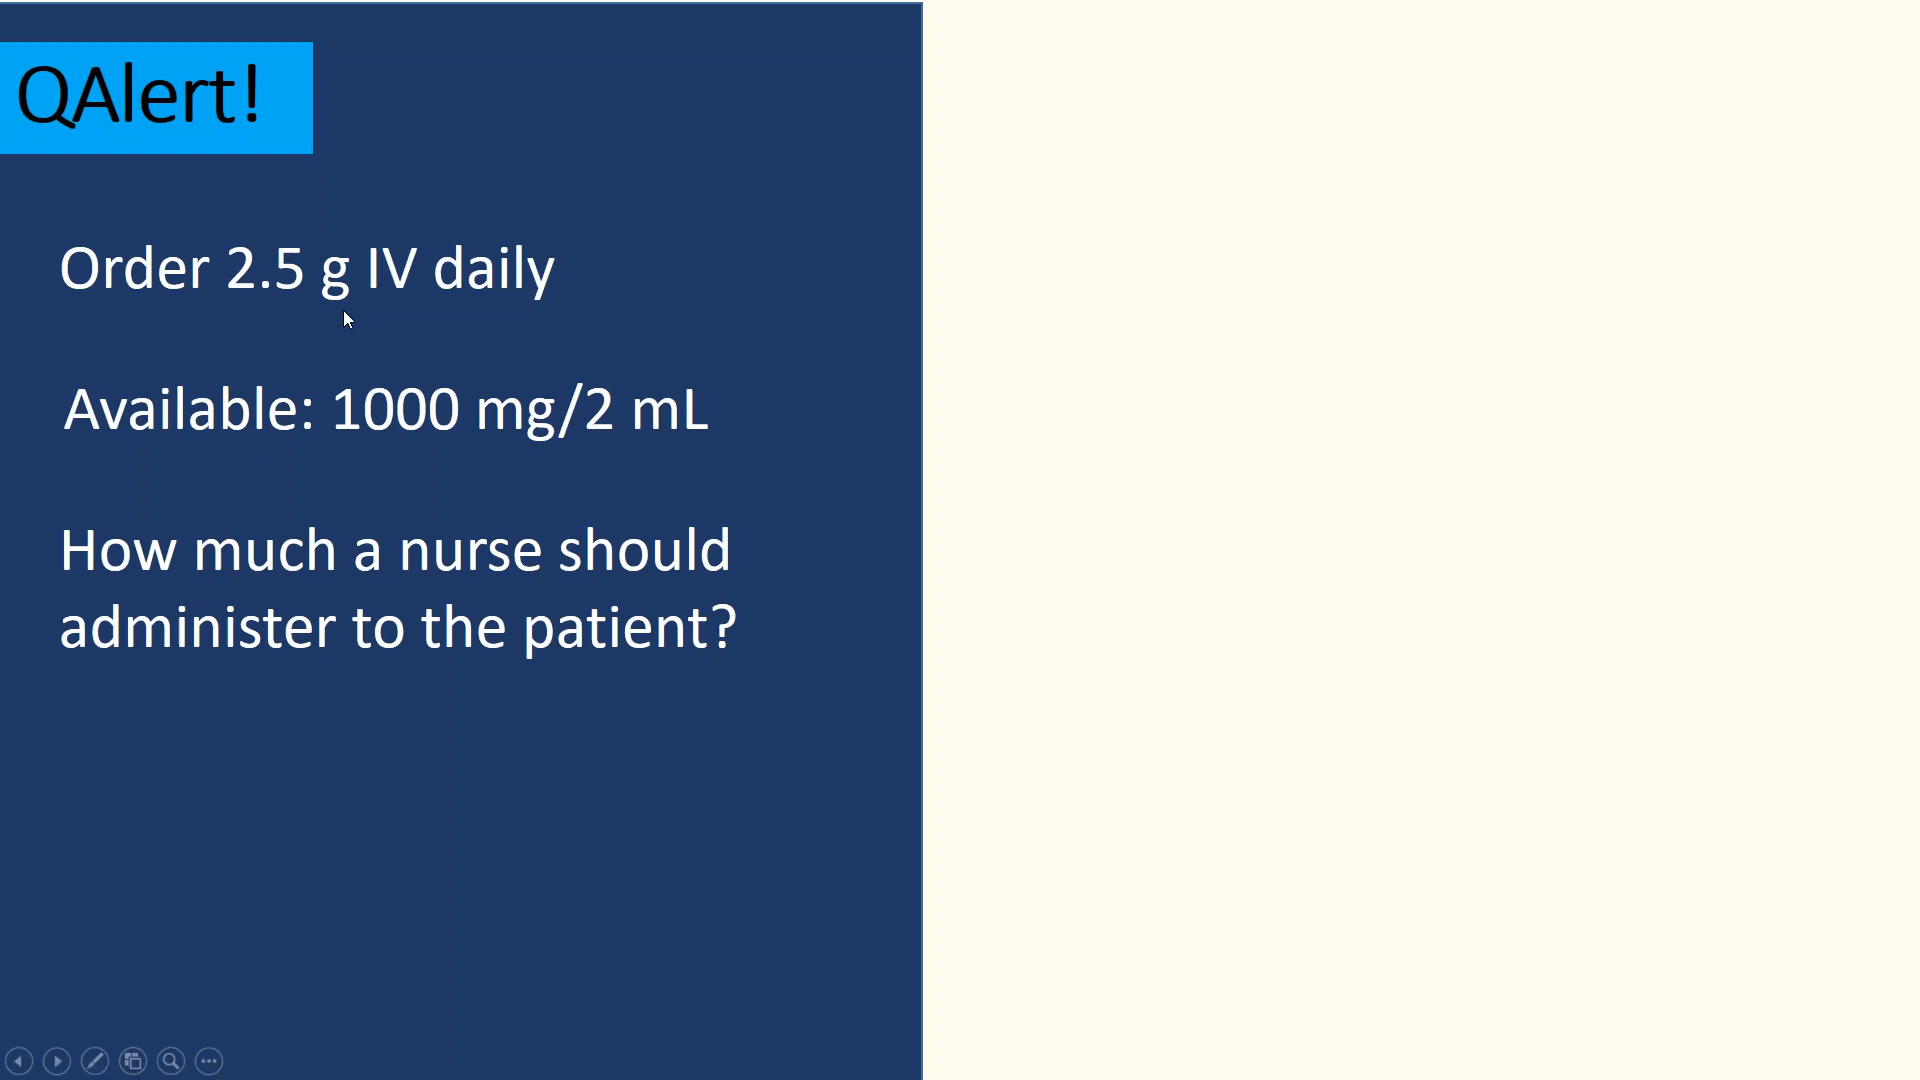 QAlert!
Order 2.5 g IV daily
Available: 1000 mg/2 mL
How much a nurse should
administer to the patient?